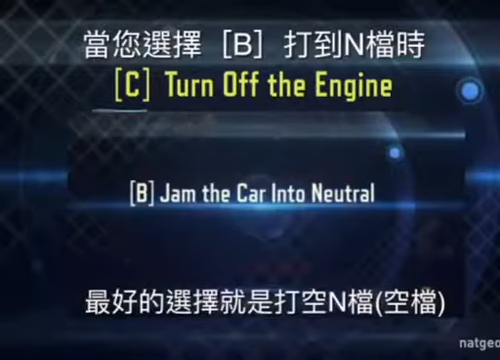 當您選擇［B］打到N檔時
[C] Turn Off the Engine
[B] Jam the Car Into Neutral
最好的選擇就是打空N檔(空檔)
natgeo